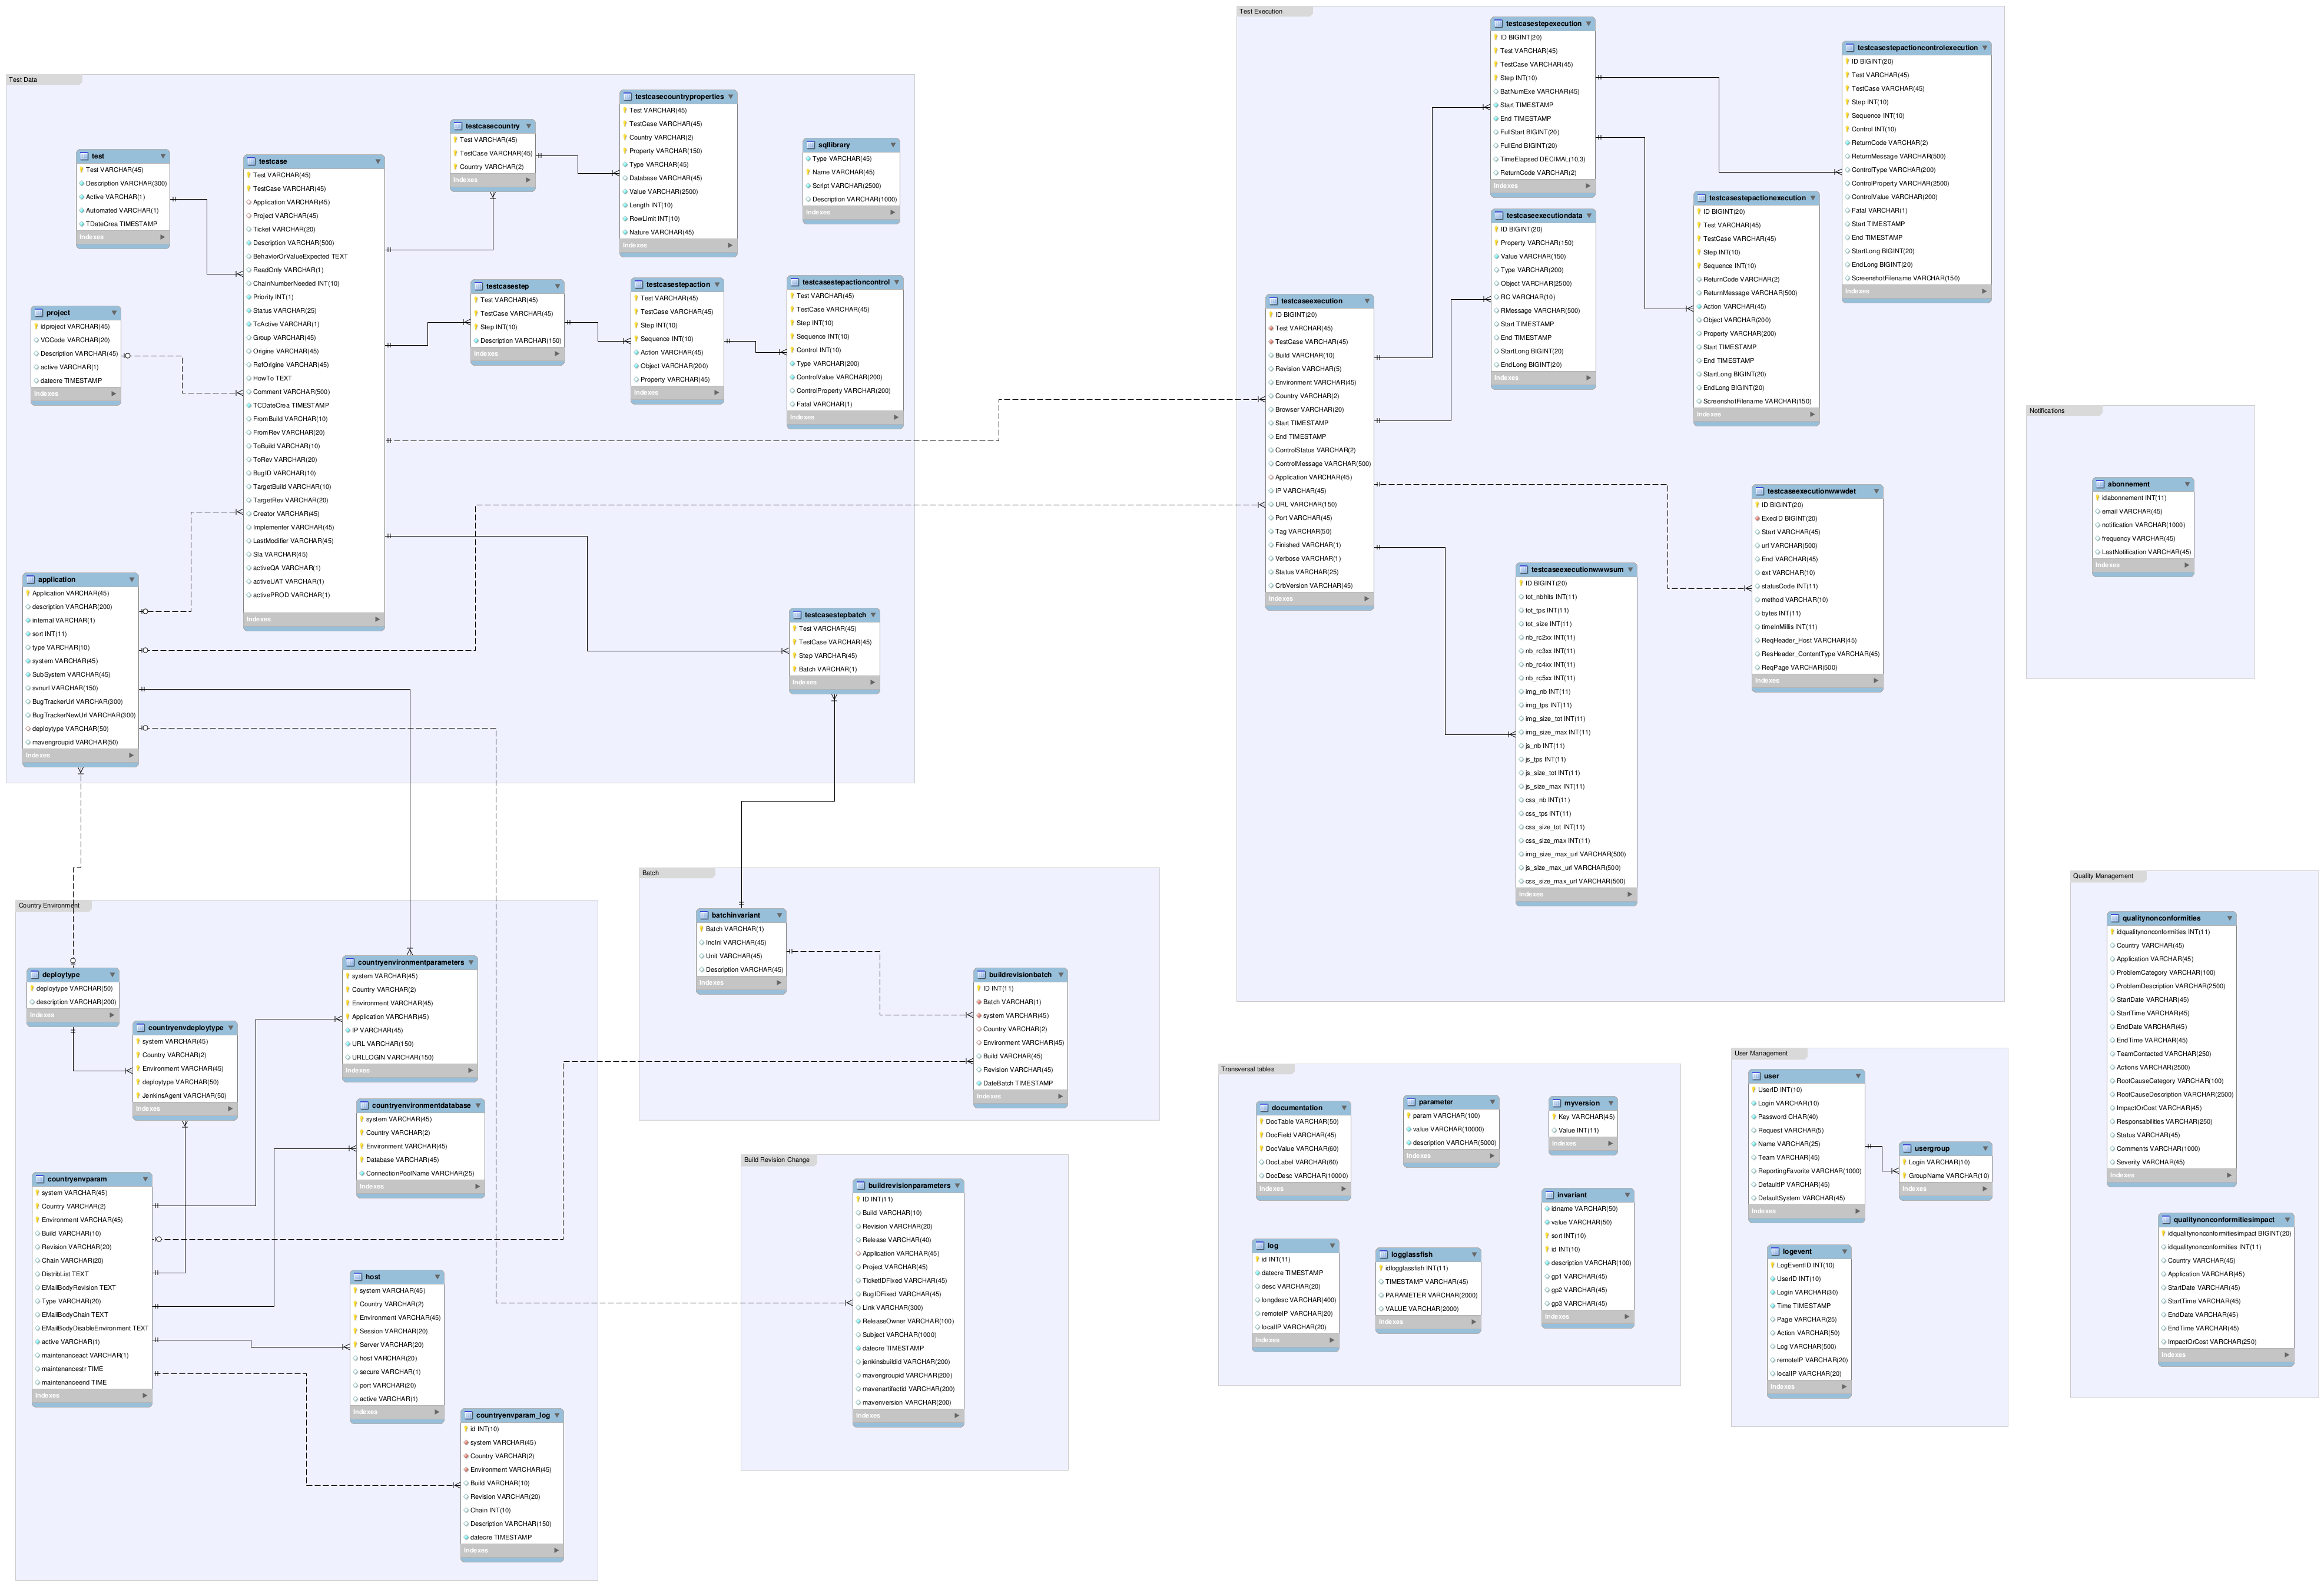 Test Data
test
Test VARCHAR(45)
Description VARCHAR(300)
Active VARCHAR(1)
Automated VARCHAR(1)
TDateCrea TIMESTAMP
Indexes
project
idproject VARCHAR(45)
VCCode VARCHAR(20)
Description VARCHAR(45)
active VARCHAR(1)
datecre TIMESTAMP
Indexes
application
Application VARCHAR(45)
description VARCHAR(200)
internal VARCHAR(1)
sort INT(11)
type VARCHAR(10)
system VARCHAR(45)
SubSystem VARCHAR(45)
svnurl VARCHAR(150)
BugTrackerUrl VARCHAR(300)
BugTrackerNewUrl VARCHAR(300)
deploytype VARCHAR(50)
mavengroupid VARCHAR(50)
Indexes
testcase
Test VARCHAR(45)
TestCase VARCHAR(45)
Application VARCHAR(45)
Project VARCHAR(45)
Ticket VARCHAR(20)
Description VARCHAR(500)
BehaviorOrValueExpected TEXT
ReadOnly VARCHAR(1)
ChainNumberNeeded INT(10)
Priority INT(1)
Status VARCHAR(25)
TcActive VARCHAR(1)
Group VARCHAR(45)
Origine VARCHAR(45)
RefOrigine VARCHAR(45)
HowTo TEXT
Comment VARCHAR(500)
TCDateCrea TIMESTAMP
FromBuild VARCHAR(10)
FromRev VARCHAR(20)
ToBuild VARCHAR(10)
ToRev VARCHAR(20)
BugID VARCHAR(10)
TargetBuild VARCHAR(10)
TargetRev VARCHAR(20)
Creator VARCHAR(45)
Implementer VARCHAR(45)
LastModifier VARCHAR(45)
Sla VARCHAR(45)
activeQA VARCHAR(1)
activeUAT VARCHAR(1)
activePROD VARCHAR(1)
Indexes
testcasecountry
Test VARCHAR(45)
TestCase VARCHAR(45)
Country VARCHAR(2)
Indexes
testcasecountryproperties
Test VARCHAR(45)
TestCase VARCHAR(45)
Country VARCHAR(2)
Property VARCHAR(150)
Type VARCHAR(45)
Database VARCHAR(45)
Value VARCHAR(2500)
Length INT(10)
RowLimit INT(10)
Nature VARCHAR(45)
Indexes
sqllibrary
Type VARCHAR(45)
Name VARCHAR(45)
Script VARCHAR(2500)
Description VARCHAR(1000)
Indexes
testcasestep
Test VARCHAR(45)
TestCase VARCHAR(45)
Step INT(10)
Description VARCHAR(150)
Indexes
testcasestepaction
Test VARCHAR(45)
TestCase VARCHAR(45)
Step INT(10)
Sequence INT(10)
Action VARCHAR(45)
Object VARCHAR(200)
Property VARCHAR(45)
Indexes
testcasestepactioncontrol
Test VARCHAR(45)
TestCase VARCHAR(45)
Step INT(10)
Sequence INT(10)
Control INT(10)
Type VARCHAR(200)
ControlValue VARCHAR(200)
ControlProperty VARCHAR(200)
Fatal VARCHAR(1)
Indexes
testcasestepbatch
Test VARCHAR(45)
TestCase VARCHAR(45)
Step VARCHAR(45)
Batch VARCHAR(1)
Indexes
Test Execution
testcaseexecution
ID BIGINT(20)
Test VARCHAR(45)
TestCase VARCHAR(45)
Build VARCHAR(10)
Revision VARCHAR(5)
Environment VARCHAR(45)
Country VARCHAR(2)
Browser VARCHAR(20)
Start TIMESTAMP
End TIMESTAMP
ControlStatus VARCHAR(2)
ControlMessage VARCHAR(500)
Application VARCHAR(45)
IP VARCHAR(45)
URL VARCHAR(150)
Port VARCHAR(45)
Tag VARCHAR(50)
Finished VARCHAR(1)
Verbose VARCHAR(1)
Status VARCHAR(25)
CrbVersion VARCHAR(45)
Indexes
testcasestepexecution
ID BIGINT(20)
Test VARCHAR(45)
TestCase VARCHAR(45)
Step INT(10)
BatNumExe VARCHAR(45)
Start TIMESTAMP
End TIMESTAMP
FullStart BIGINT(20)
FullEnd BIGINT(20)
TimeElapsed DECIMAL(10,3)
ReturnCode VARCHAR(2)
Indexes
testcaseexecutiondata
ID BIGINT(20)
Property VARCHAR(150)
Value VARCHAR(150)
Type VARCHAR(200)
Object VARCHAR(2500)
RC VARCHAR(10)
RMessage VARCHAR(500)
Start TIMESTAMP
End TIMESTAMP
StartLong BIGINT(20)
EndLong BIGINT(20)
Indexes
testcasestepactionexecution
ID BIGINT(20)
Test VARCHAR(45)
TestCase VARCHAR(45)
Step INT(10)
Sequence INT(10)
ReturnCode VARCHAR(2)
ReturnMessage VARCHAR(500)
Action VARCHAR(45)
Object VARCHAR(200)
Property VARCHAR(200)
Start TIMESTAMP
End TIMESTAMP
StartLong BIGINT(20)
EndLong BIGINT(20)
ScreenshotFilename VARCHAR(150)
Indexes
testcasestepactioncontrolexecution
ID BIGINT(20)
Test VARCHAR(45)
TestCase VARCHAR(45)
Step INT(10)
Sequence INT(10)
Control INT(10)
ReturnCode VARCHAR(2)
ReturnMessage VARCHAR(500)
ControlType VARCHAR(200)
ControlProperty VARCHAR(2500)
ControlValue VARCHAR(200)
Fatal VARCHAR(1)
Start TIMESTAMP
End TIMESTAMP
StartLong BIGINT(20)
EndLong BIGINT(20)
ScreenshotFilename VARCHAR(150)
Indexes
testcaseexecutionwwwdet
ID BIGINT(20)
ExecID BIGINT(20)
Start VARCHAR(45)
url VARCHAR(500)
End VARCHAR(45)
ext VARCHAR(10)
statusCode INT(11)
method VARCHAR(10)
bytes INT(11)
timeInMillis INT(11)
ReqHeader_Host VARCHAR(45)
ResHeader_ContentType VARCHAR(45)
ReqPage VARCHAR(500)
Indexes
testcaseexecutionwwwsum
ID BIGINT(20)
tot_nbhits INT(11)
tot_tps INT(11)
tot_size INT(11)
nb_rc2xx INT(11)
nb_rc3xx INT(11)
nb_rc4xx INT(11)
nb_rc5xx INT(11)
img_nb INT(11)
img_tps INT(11)
img_size_tot INT(11)
img_size_max INT(11)
js_nb INT(11)
js_tps INT(11)
js_size_tot INT(11)
js_size_max INT(11)
css_nb INT(11)
css_tps INT(11)
css_size_tot INT(11)
css_size_max INT(11)
img_size_max_url VARCHAR(500)
js_size_max_url VARCHAR(500)
css_size_max_url VARCHAR(500)
Indexes
Notifications
abonnement
idabonnement INT(11)
email VARCHAR(45)
notification VARCHAR(1000)
frequency VARCHAR(45)
LastNotification VARCHAR(45)
Indexes
Country Environment
deploytype
deploytype VARCHAR(50)
description VARCHAR(200)
Indexes
countryenvdeploytype
system VARCHAR(45)
Country VARCHAR(2)
Environment VARCHAR(45)
deploytype VARCHAR(50)
JenkinsAgent VARCHAR(50)
Indexes
countryenvironmentparameters
system VARCHAR(45)
Country VARCHAR(2)
Environment VARCHAR(45)
Application VARCHAR(45)
IP VARCHAR(45)
URL VARCHAR(150)
URLLOGIN VARCHAR(150)
Indexes
countryenvironmentdatabase
system VARCHAR(45)
Country VARCHAR(2)
Environment VARCHAR(45)
Database VARCHAR(45)
ConnectionPoolName VARCHAR(25)
Indexes
countryenvparam
system VARCHAR(45)
Country VARCHAR(2)
Environment VARCHAR(45)
Build VARCHAR(10)
Revision VARCHAR(20)
Chain VARCHAR(20)
DistribList TEXT
EMailBodyRevision TEXT
Type VARCHAR(20)
EMailBodyChain TEXT
EMailBodyDisableEnvironment TEXT
active VARCHAR(1)
maintenanceact VARCHAR(1)
maintenancestr TIME
maintenanceend TIME
Indexes
host
system VARCHAR(45)
Country VARCHAR(2)
Environment VARCHAR(45)
Session VARCHAR(20)
Server VARCHAR(20)
host VARCHAR(20)
secure VARCHAR(1)
port VARCHAR(20)
active VARCHAR(1)
Indexes
countryenvparam_log
id INT(10)
system VARCHAR(45)
Country VARCHAR(2)
Environment VARCHAR(45)
Build VARCHAR(10)
Revision VARCHAR(20)
Chain INT(10)
Description VARCHAR(150)
datecre TIMESTAMP
Indexes
Batch
batchinvariant
Batch VARCHAR(1)
IncIni VARCHAR(45)
Unit VARCHAR(45)
Description VARCHAR(45)
Indexes
buildrevisionbatch
ID INT(11)
Batch VARCHAR(1)
system VARCHAR(45)
Country VARCHAR(2)
Environment VARCHAR(45)
Build VARCHAR(45)
Revision VARCHAR(45)
DateBatch TIMESTAMP
Indexes
Build Revision Change
buildrevisionparameters
ID INT(11)
Build VARCHAR(10)
Revision VARCHAR(20)
Release VARCHAR(40)
Application VARCHAR(45)
Project VARCHAR(45)
TicketIDFixed VARCHAR(45)
BugIDFixed VARCHAR(45)
Link VARCHAR(300)
ReleaseOwner VARCHAR(100)
Subject VARCHAR(1000)
datecre TIMESTAMP
jenkinsbuildid VARCHAR(200)
mavengroupid VARCHAR(200)
mavenartifactid VARCHAR(200)
mavenversion VARCHAR(200)
Indexes
Transversal tables
documentation
DocTable VARCHAR(50)
DocField VARCHAR(45)
DocValue VARCHAR(60)
DocLabel VARCHAR(60)
DocDesc VARCHAR(10000)
Indexes
parameter
param VARCHAR(100)
value VARCHAR(10000)
description VARCHAR(5000)
Indexes
myversion
Key VARCHAR(45)
Value INT(11)
Indexes
log
id INT(11)
datecre TIMESTAMP
desc VARCHAR(20)
longdesc VARCHAR(400)
remoteIP VARCHAR(20)
localIP VARCHAR(20)
Indexes
logglassfish
idlogglassfish INT(11)
TIMESTAMP VARCHAR(45)
PARAMETER VARCHAR(2000)
VALUE VARCHAR(2000)
Indexes
invariant
idname VARCHAR(50)
value VARCHAR(50)
sort INT(10)
id INT(10)
description VARCHAR(100)
gp1 VARCHAR(45)
gp2 VARCHAR(45)
gp3 VARCHAR(45)
Indexes
User Management
user
UserID INT(10)
Login VARCHAR(10)
Password CHAR(40)
Request VARCHAR(5)
Name VARCHAR(25)
Team VARCHAR(45)
ReportingFavorite VARCHAR(1000)
DefaultIP VARCHAR(45)
DefaultSystem VARCHAR(45)
Indexes
usergroup
Login VARCHAR(10)
GroupName VARCHAR(10)
Indexes
logevent
LogEventID INT(10)
UserID INT(10)
Login VARCHAR(30)
Time TIMESTAMP
Page VARCHAR(25)
Action VARCHAR(50)
Log VARCHAR(500)
remoteIP VARCHAR(20)
localIP VARCHAR(20)
Indexes
Quality Management
qualitynonconformities
idqualitynonconformities INT(11)
Country VARCHAR(45)
Application VARCHAR(45)
ProblemCategory VARCHAR(100)
ProblemDescription VARCHAR(2500)
StartDate VARCHAR(45)
StartTime VARCHAR(45)
EndDate VARCHAR(45)
EndTime VARCHAR(45)
TeamContacted VARCHAR(250)
Actions VARCHAR(2500)
RootCauseCategory VARCHAR(100)
RootCauseDescription VARCHAR(2500)
ImpactOrCost VARCHAR(45)
Responsabilities VARCHAR(250)
Status VARCHAR(45)
Comments VARCHAR(1000)
Severity VARCHAR(45)
Indexes
qualitynonconformitiesimpact
idqualitynonconformitiesimpact BIGINT(20)
idqualitynonconformities INT(11)
Country VARCHAR(45)
Application VARCHAR(45)
StartDate VARCHAR(45)
StartTime VARCHAR(45)
EndDate VARCHAR(45)
EndTime VARCHAR(45)
ImpactOrCost VARCHAR(250)
Indexes